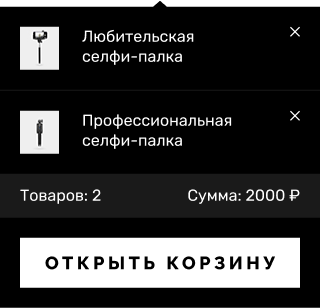 Любительская
селфи-палка
Профессиональная
селфи-палка
Товаров: 2 Сумма: 2000 ₽
ОТКРЫТЬ КОРЗИНУ